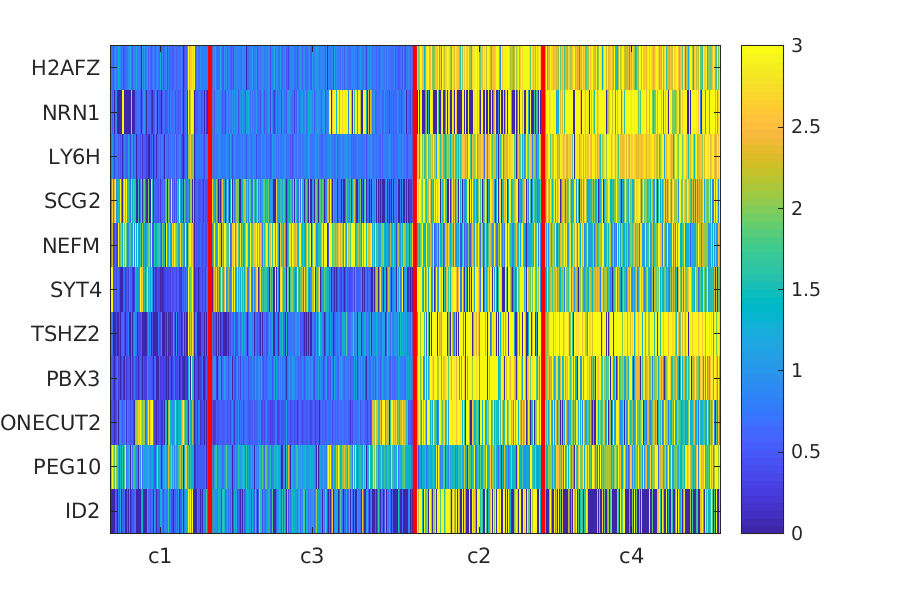 H2AFZ
NRN1
LY6H
SCG2
NEFM
SYT4
TSHZ2
PBX3
ONECUT2
PEG10
ID2
c1 c3 c2 c4
3
2.5
2
1.5
1
0.5
0